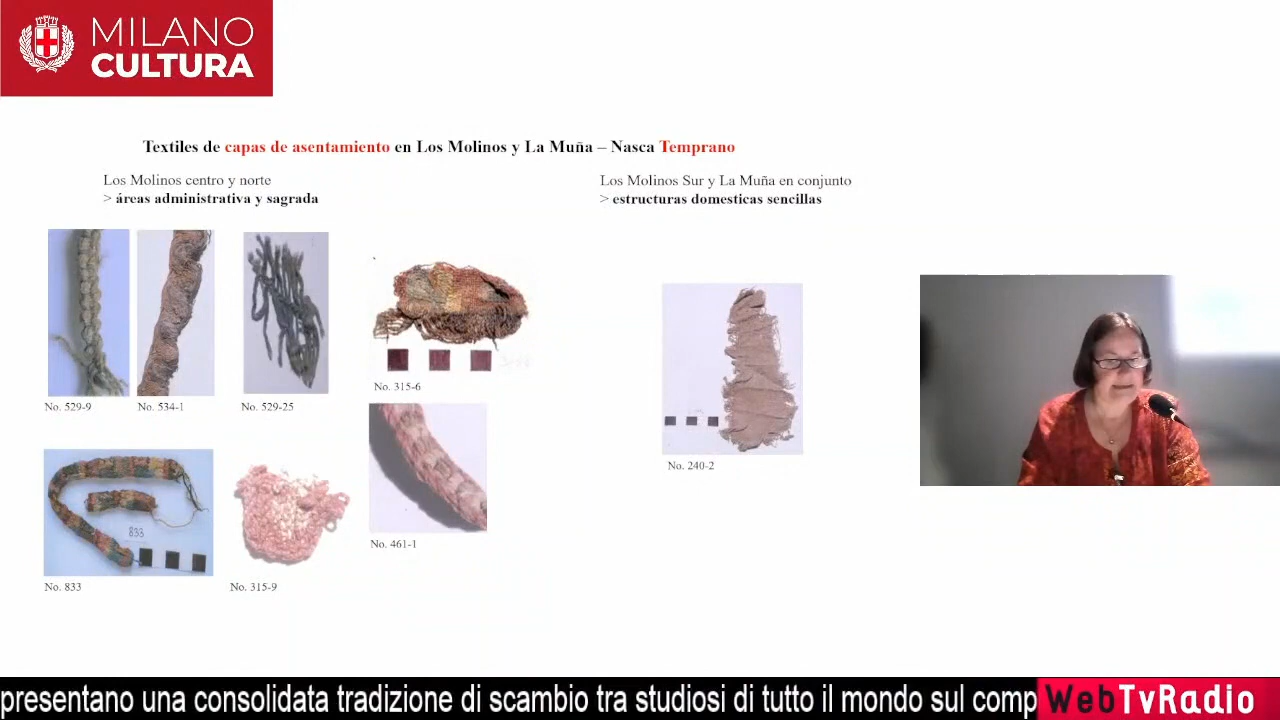 MILANO
CULTURA
Textiles de capas de asentamiento en Los Molinos y La Muña – Nasca Temprano
Los Molinos centro y norte
> áreas administrativa y sagrada
Los Molinos Sur y La Muña en conjunto
> estructuras domesticas sencillas
No. 529-9
No. 534-1
No. 529-25
No. 315-6
No. 240-2
833
No. 461-1
No. 833
No. 315-9
presentano una consolidata tradizione di scambio tra studiosi di tutto il mondo sul comp
WebTvRadio